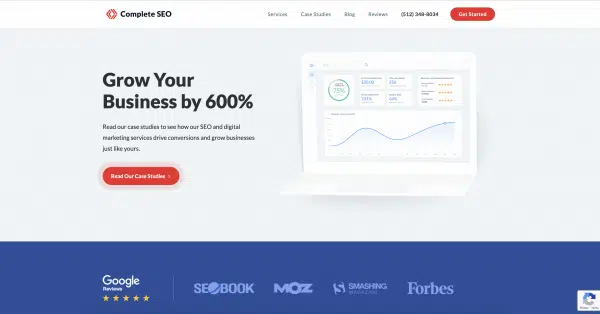 Complete SEO
Services
Case Studies
Blog
Reviews
(512) 348-8034
Get Started
Grow Your
Business by 600%
Read our case studies to see how our SEO and digital
marketing services drive conversions and grow businesses
just like yours.
Read Our Case Studies
75%
Google
Reviews
SEOBOOK
MOZ
SMASHING
MAGAZINE
Forbes